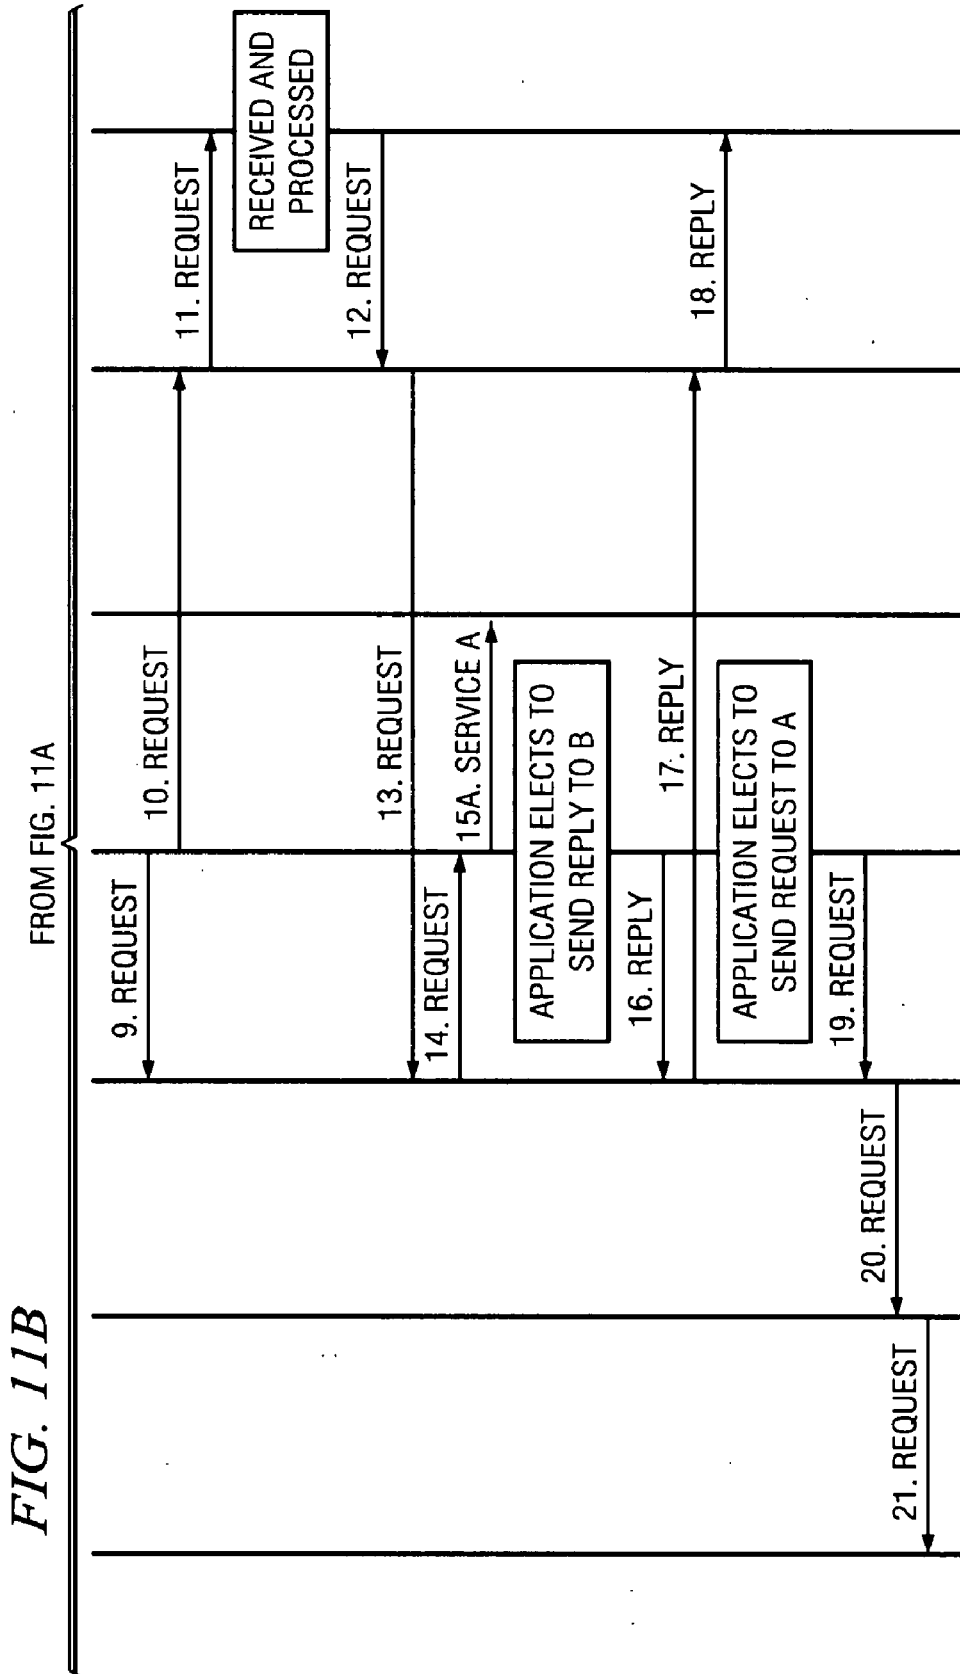 FIG. 11B
FROM FIG. 11A
9. REQUEST
10. REQUEST
11. REQUEST
RECEIVED AND
PROCESSED
12. REQUEST
13. REQUEST
14. REQUEST
15A. SERVICE A
APPLICATION ELECTS TO
SEND REPLY TO B
16. REPLY
17. REPLY
18. REPLY
APPLICATION ELECTS TO
SEND REQUEST TO A
19. REQUEST
20. REQUEST
21. REQUEST